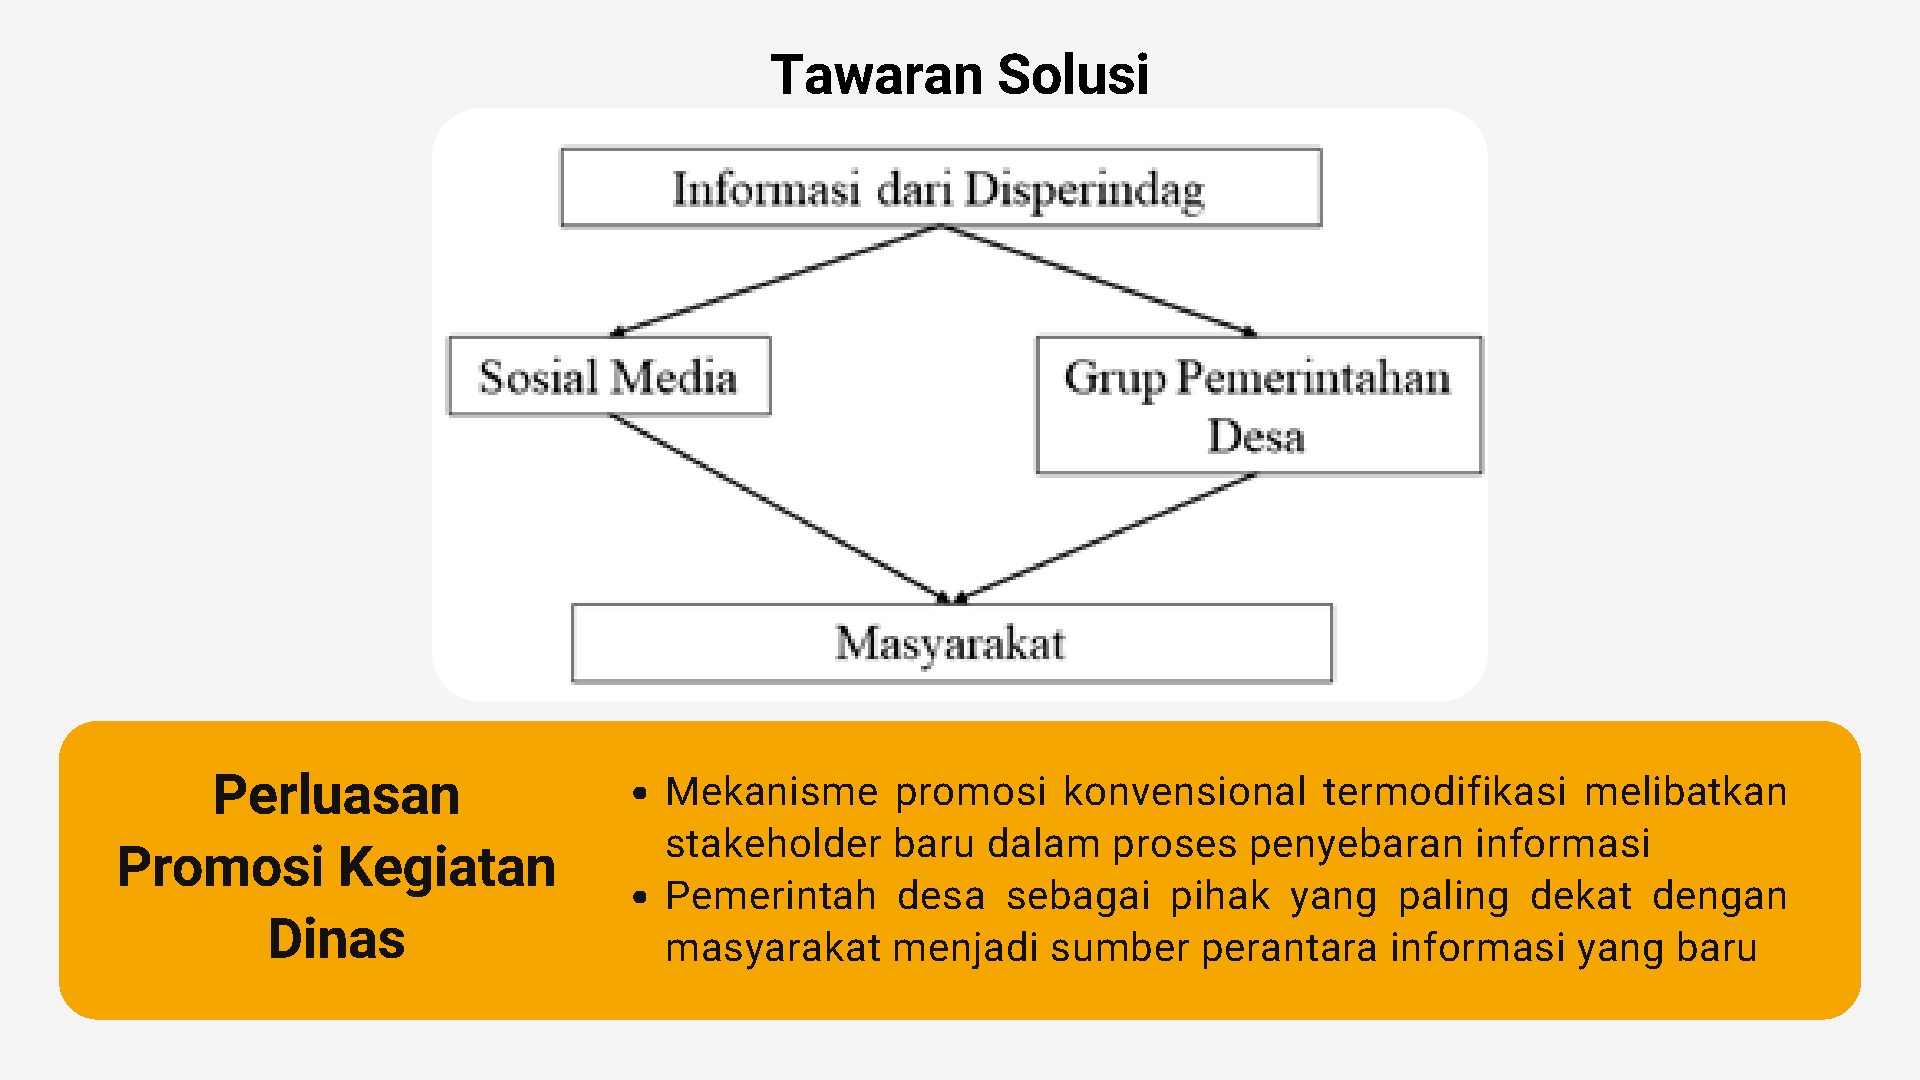 Tawaran Solusi
Informasi dari Disperindag
Sosial Media
Grup Pemerintahan
Desa
Masyarakat
Perluasan
Promosi Kegiatan
Dinas
• Mekanisme promosi konvensional termodifikasi melibatkan
stakeholder baru dalam proses penyebaran informasi
• Pemerintah desa sebagai pihak yang paling dekat dengan
masyarakat menjadi sumber perantara informasi yang baru